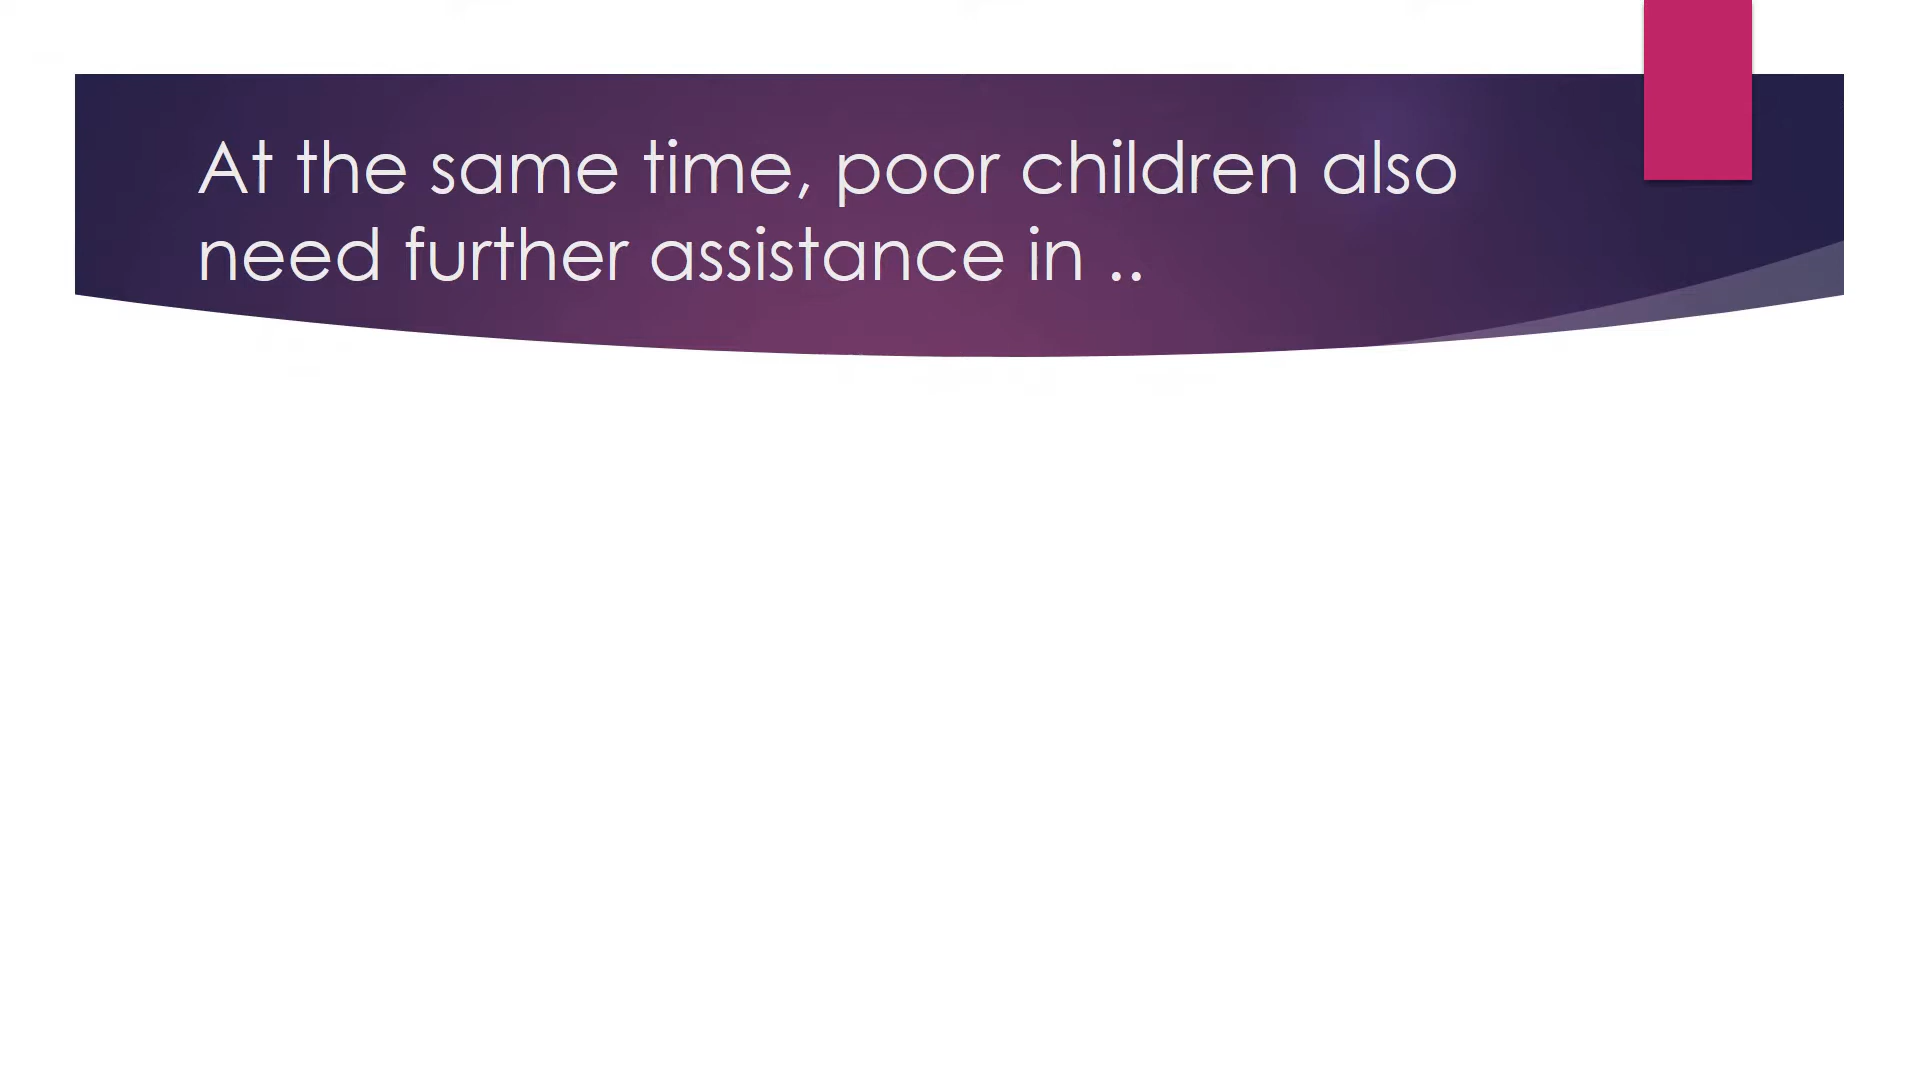 At the same time, poor children also
need further assistance in ..